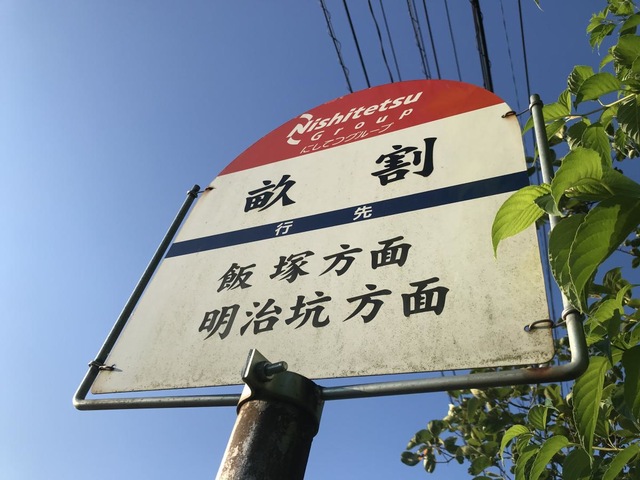 Nishitetsu
Group
にしてつグループ
畝割
行先
飯塚方面
明治坑方面